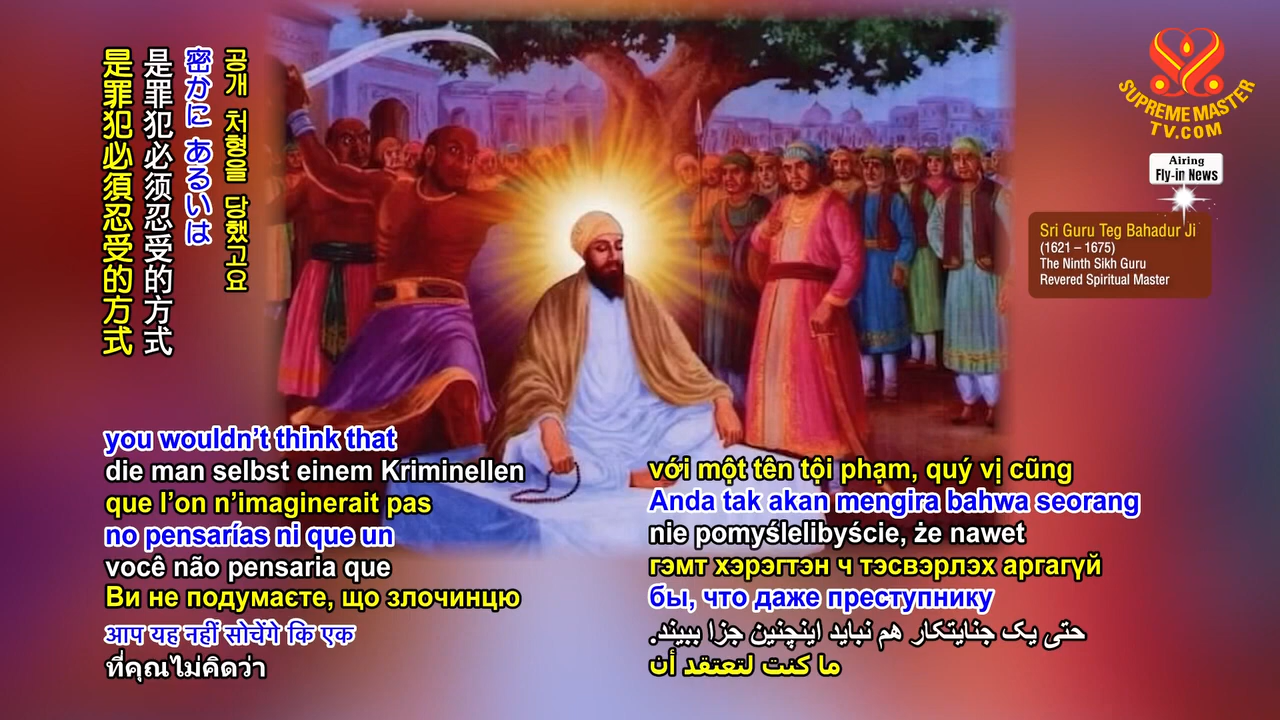 공개 처형을 당했고요
密かに あるいは
是罪犯必须忍受的方式
是罪犯必須忍受的方式
SUPREME MASTER
TV.COM
Airing
Fly-in News
Sri Guru Teg Bahadur Ji
(1621 – 1675)
The Ninth Sikh Guru
Revered Spiritual Master
you wouldn't think that
die man selbst einem Kriminellen
que l'on n'imaginerait pas
no pensarías ni que un
você não pensaria que
Ви не подумаєте, що злочинцю
आप यह नहीं सोचेंगे कि एक
ที่คุณไม่คิดว่า
với một tên tội phạm, quý vị cũng
Anda tak akan mengira bahwa seorang
nie pomyślelibyście, że nawet
гэмт хэрэгтэн ч тэсвэрлэх аргагүй
бы, что даже преступнику
حتی یک جنایتکار هم نباید اینچنین جزا ببیند.
ما كنت لتعتقد أن